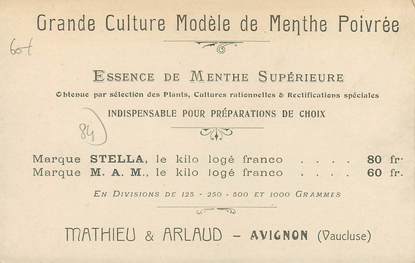 Grande Culture Modèle de Menthe Poivrée
ESSENCE DE MENTHE SUPÉRIEURE
Obtenue par sélection des Plants, Cultures rationnelles & Rectifications spéciales
INDISPENSABLE POUR PRÉPARATIONS DE CHOIX
84
Marque STELLA, le kilo logé franco . . . . 80 fr.
Marque M. A. M., le kilo logé franco . . . . 60 fr.
EN DIVISIONS DE 125 - 250 - 500 ET 1000 GRAMMES
MATHIEU & ARLAUD — AVIGNON (Vaucluse)